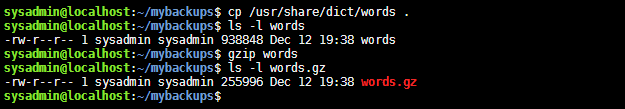 sysadmin@localhost:~/mybackups$ cp /usr/share/dict/words .
sysadmin@localhost:~/mybackups$ ls -l words
-rw-r--r-- 1 sysadmin sysadmin 938848 Dec 12 19:38 words
sysadmin@localhost:~/mybackups$ gzip words
sysadmin@localhost:~/mybackups$ ls -l words.gz
-rw-r--r-- 1 sysadmin sysadmin 255996 Dec 12 19:38 words.gz
sysadmin@localhost:~/mybackups$